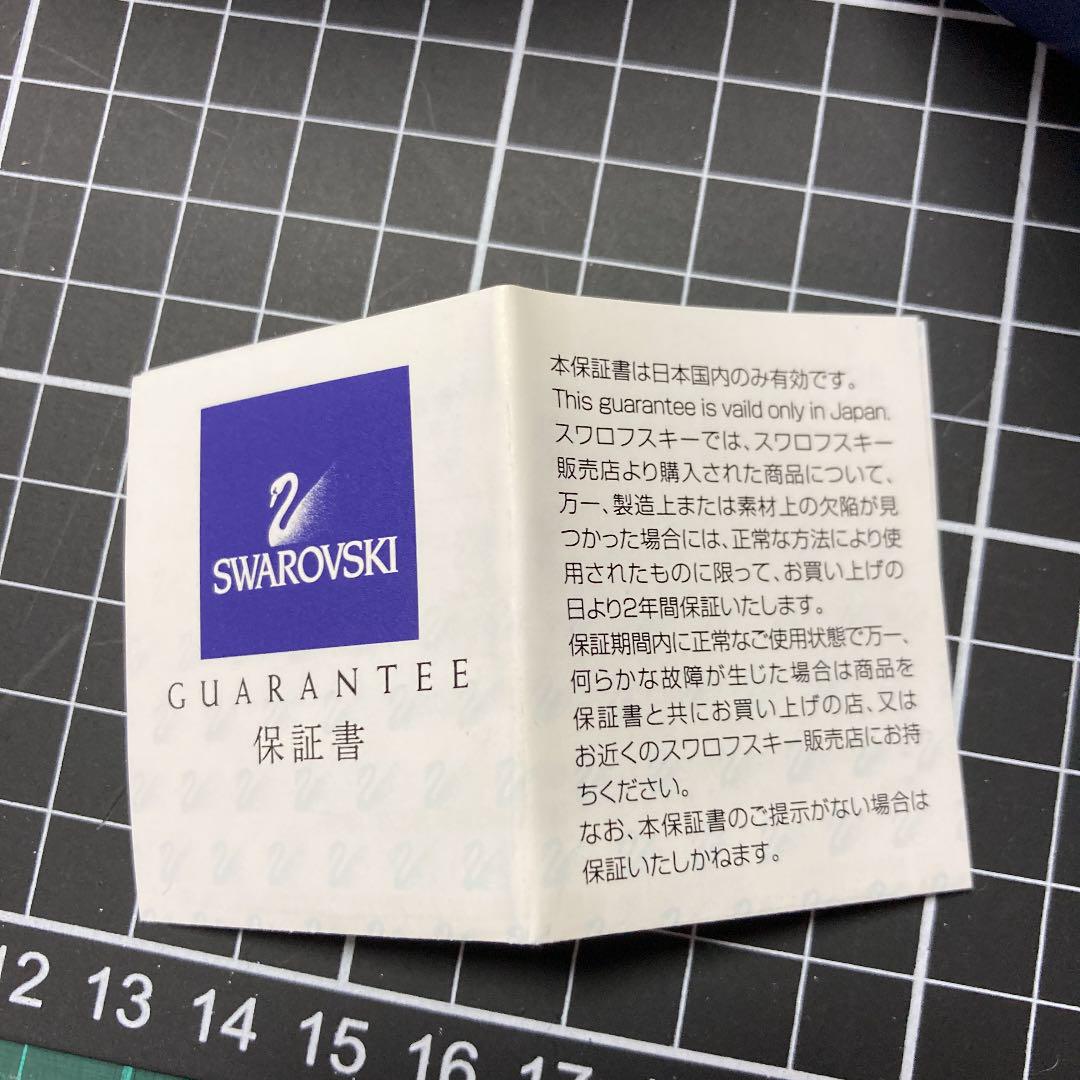 SWAROVSKI
GUARANTEE
保証書
本保証書は日本国内のみ有効です。
This guarantee is vaild only in Japan.
スワロフスキーでは、スワロフスキー
販売店より購入された商品について、
万一、製造上または素材上の欠陥が見
つかった場合には、正常な方法により使
用されたものに限って、お買い上げの
日より2年間保証いたします。
保証期間内に正常なご使用状態で万一、
何らかな故障が生じた場合は商品を
保証書と共にお買い上げの店、又は
お近くのスワロフスキー販売店にお持
ちください。
なお、本保証書のご提示がない場合は
保証いたしかねます。
12 13 14 15 16 17